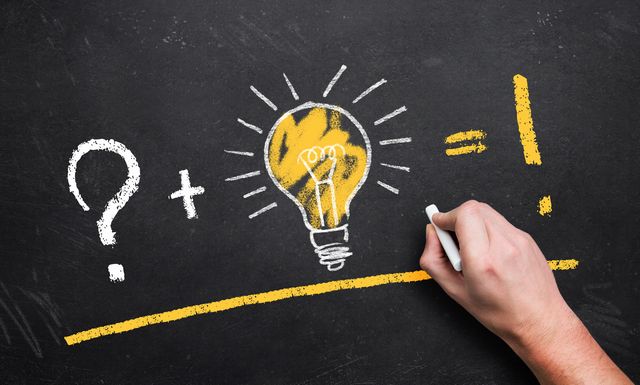 ? + = !